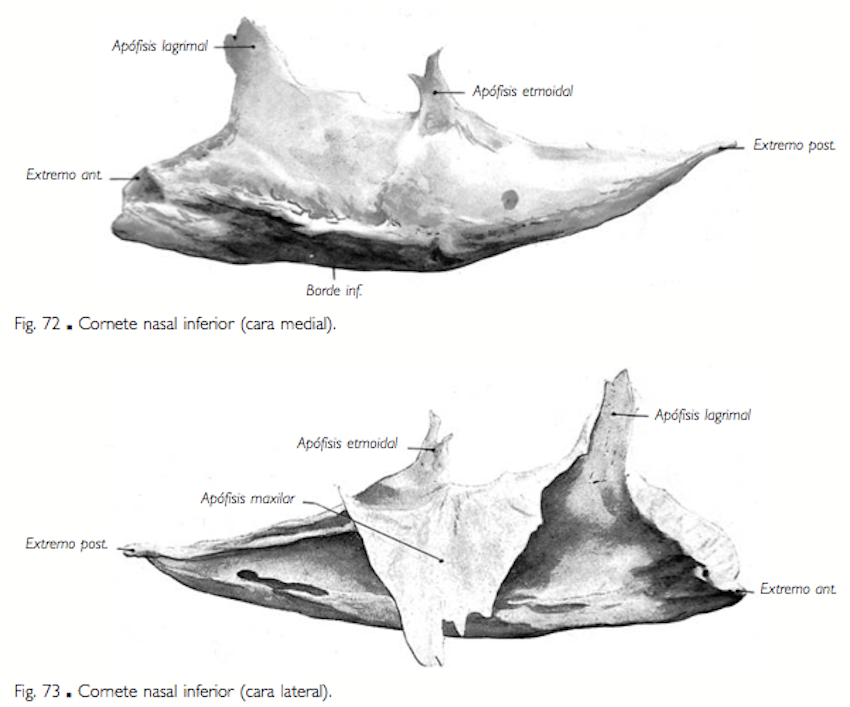 Apófisis lagrimal
Apófisis etmoidal
Extremo post.
Extremo ant.
Borde inf.
Fig. 72 ■ Cornete nasal inferior (cara medial).
Apófisis lagrimal
Apófisis etmoidal
Apófisis maxilar
Extremo post.
Extremo ant.
Fig. 73 ■ Cornete nasal inferior (cara lateral).